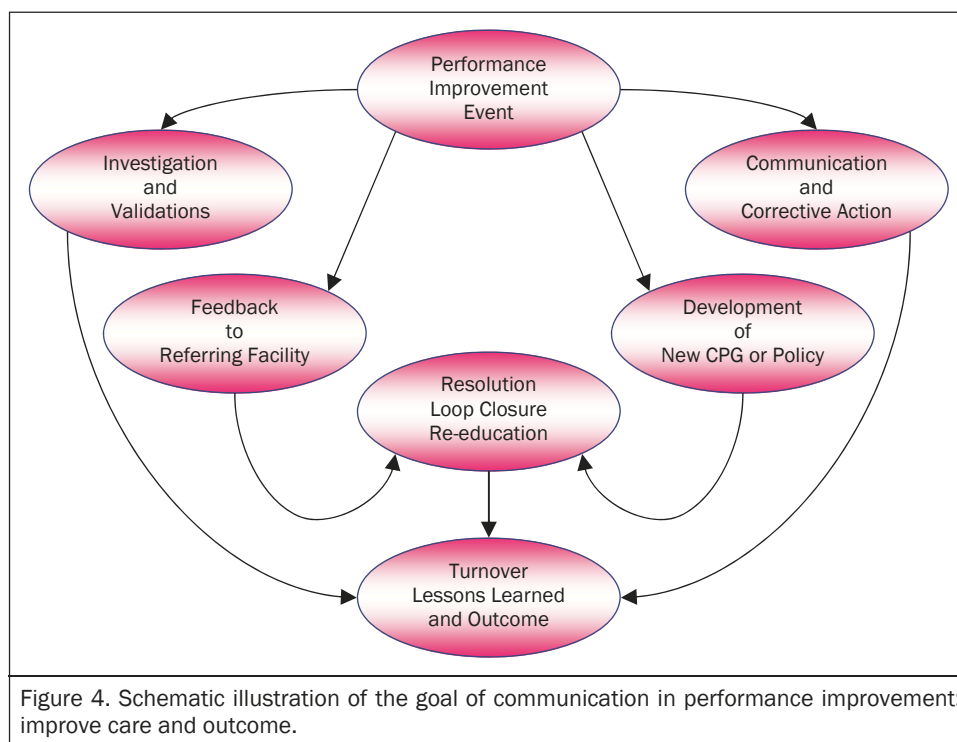 Performance
Improvement
Event
Investigation
and
Validations
Communication
and
Corrective Action
Feedback
to
Referring Facility
Development
of
New CPG or Policy
Resolution
Loop Closure
Re-education
Turnover
Lessons Learned
and Outcome
Figure 4. Schematic illustration of the goal of communication in performance improvement:
improve care and outcome.